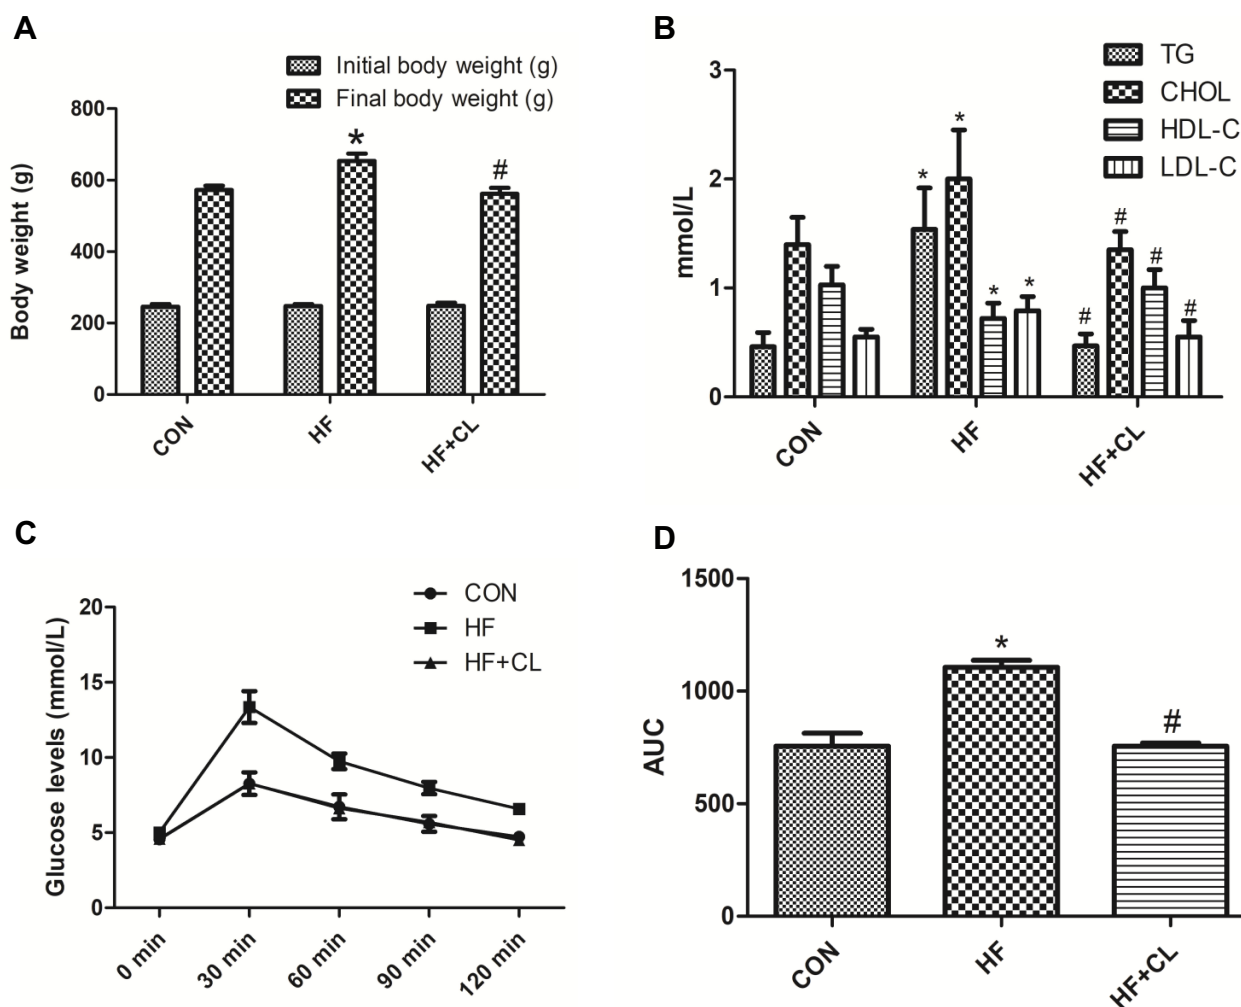 A
Initial body weight (g)
Final body weight (g)
Body weight (g)
800
600
400
200
0
*
#
CON
HF
HF+CL
B
TG
CHOL
HDL-C
LDL-C
mmol/L
3
2
1
0
* * * *
# # # #
CON
HF
HF+CL
C
CON
HF
HF+CL
Glucose levels (mmol/L)
20
15
10
5
0
0 min
30 min
60 min
90 min
120 min
D
AUC
1500
1000
500
0
*
#
CON
HF
HF+CL